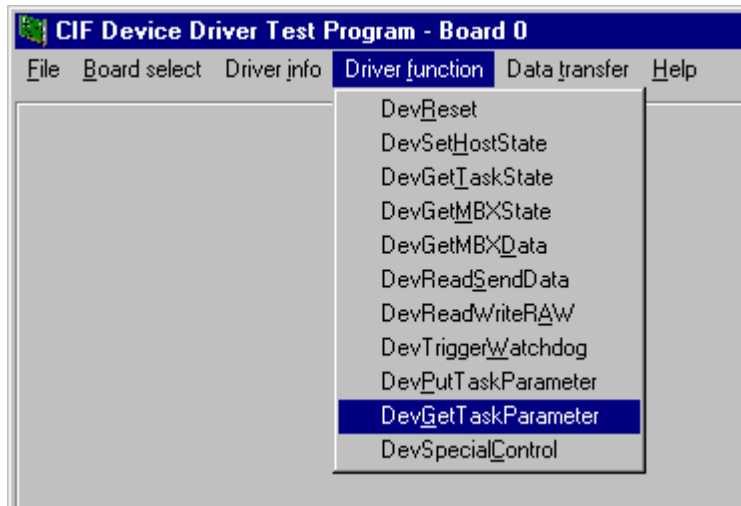 CIF Device Driver Test Program - Board 0
File Board select Driver info Driver function Data transfer Help
DevReset
DevSetHostState
DevGetTaskState
DevGetMBXState
DevGetMBXData
DevReadSendData
DevReadWriteRAW
DevTriggerWatchdog
DevPutTaskParameter
DevGetTaskParameter
DevSpecialControl